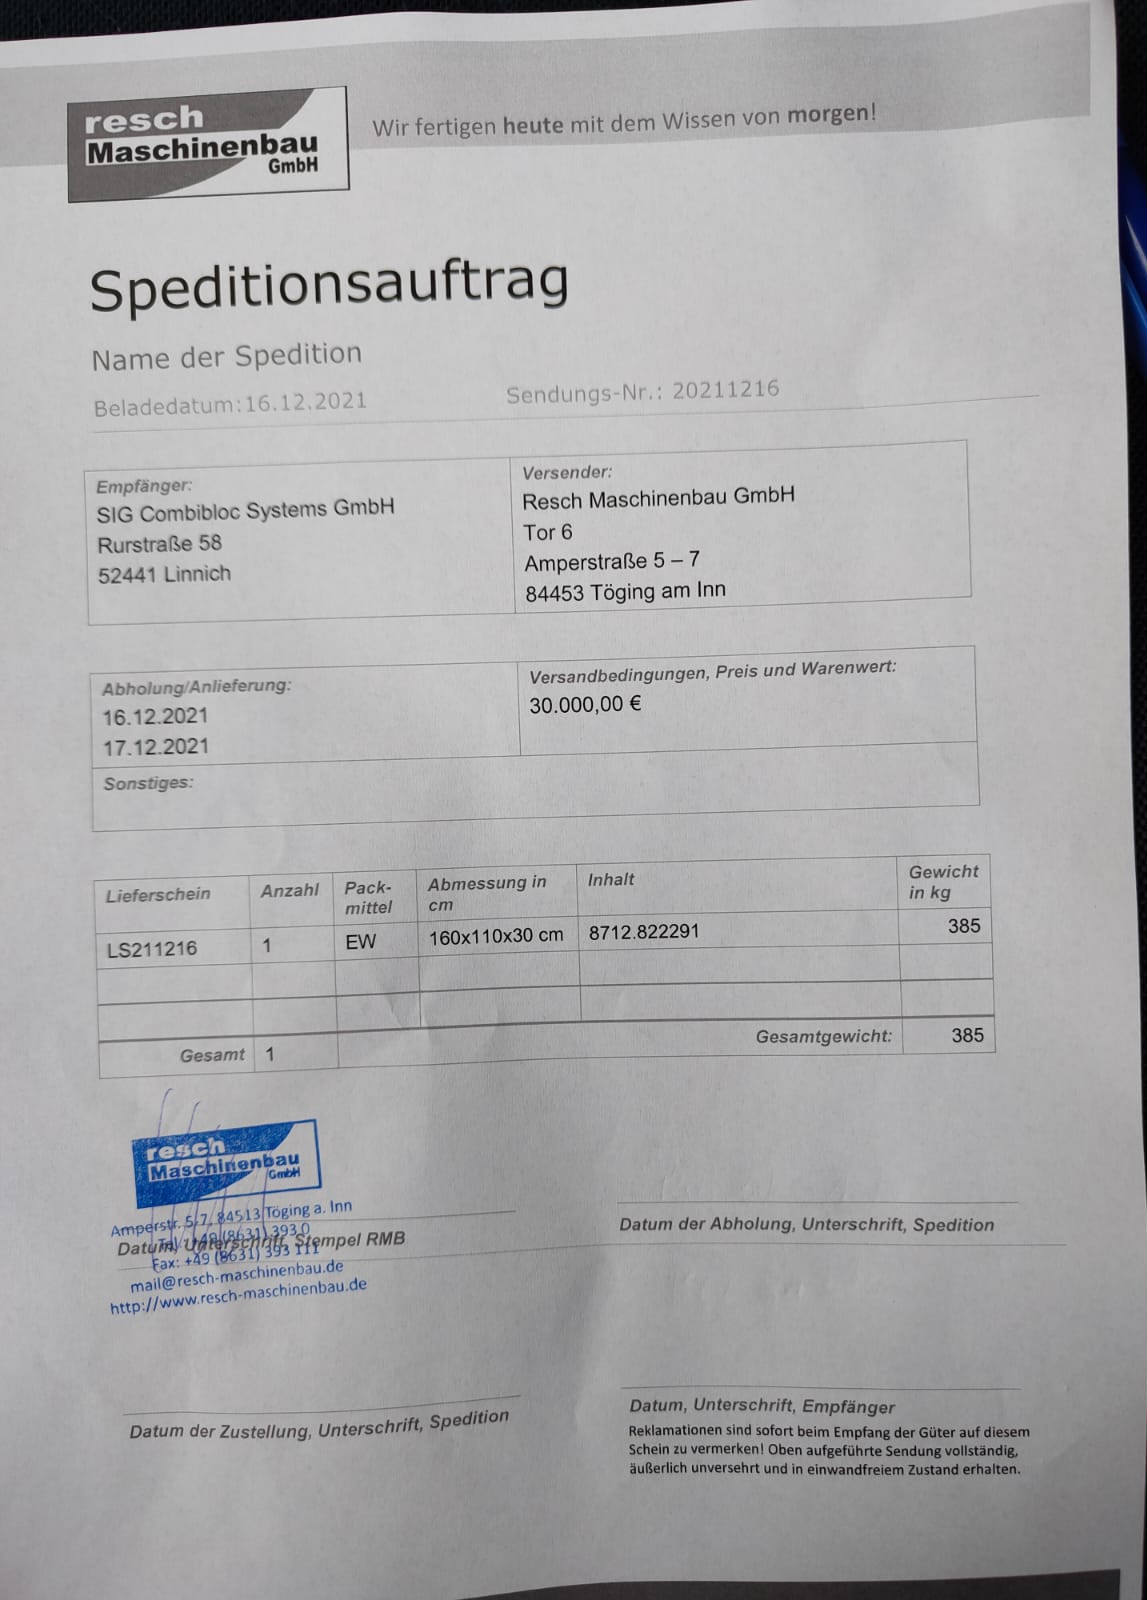 resch
Maschinenbau
GmbH
Wir fertigen heute mit dem Wissen von morgen!
Speditionsauftrag
Name der Spedition
Beladedatum:16.12.2021 Sendungs-Nr.: 20211216
Empfänger:
SIG Combibloc Systems GmbH
Rurstraße 58
52441 Linnich
Versender:
Resch Maschinenbau GmbH
Tor 6
Amperstraße 5 – 7
84453 Töging am Inn
Abholung/Anlieferung:
16.12.2021
17.12.2021
Versandbedingungen, Preis und Warenwert:
30.000,00 €
Sonstiges:
Lieferschein Anzahl Pack-mittel Abmessung in cm Inhalt Gewicht in kg
LS211216 1 EW 160x110x30 cm 8712.822291 385
Gesamt 1 Gesamtgewicht: 385
resch
Maschinenbau
GmbH
Amperstr. 5-7, 84513 Töging a. Inn
Tel.: +49 (8631) 393 0
Datum, Unterschrift, Stempel RMB
Fax: +49 (8631) 393 111
mail@resch-maschinenbau.de
http://www.resch-maschinenbau.de
Datum der Abholung, Unterschrift, Spedition
Datum der Zustellung, Unterschrift, Spedition
Datum, Unterschrift, Empfänger
Reklamationen sind sofort beim Empfang der Güter auf diesem
Schein zu vermerken! Oben aufgeführte Sendung vollständig,
äußerlich unversehrt und in einwandfreiem Zustand erhalten.